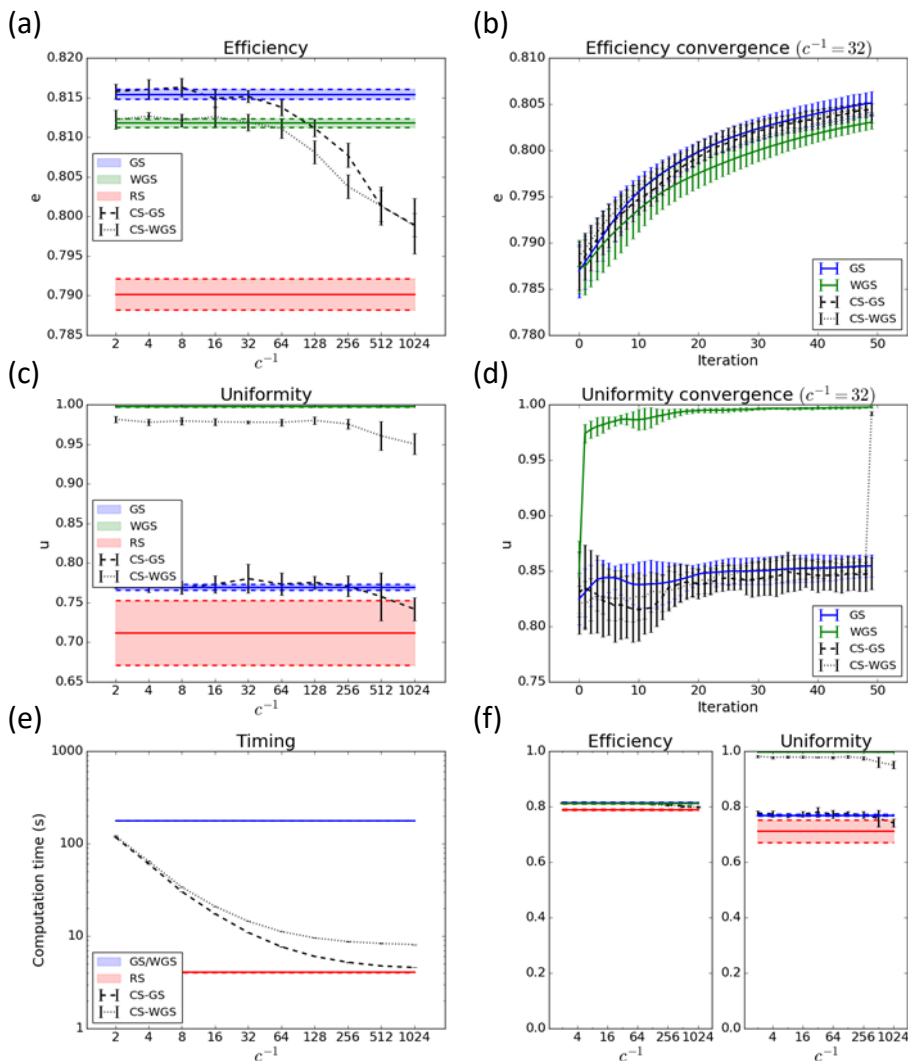 (a)
Efficiency
0.820
0.815
0.810
0.805
0.800
0.795
0.790
0.785
e
GS
WGS
RS
CS-GS
CS-WGS
2 4 8 16 32 64 128 256 512 1024
c⁻¹
(b)
Efficiency convergence (c⁻¹ = 32)
0.810
0.805
0.800
0.795
0.790
0.785
0.780
e
GS
WGS
CS-GS
CS-WGS
0 10 20 30 40 50
Iteration
(c)
Uniformity
1.00
0.95
0.90
0.85
0.80
0.75
0.70
0.65
u
GS
WGS
RS
CS-GS
CS-WGS
2 4 8 16 32 64 128 256 512 1024
c⁻¹
(d)
Uniformity convergence (c⁻¹ = 32)
1.00
0.95
0.90
0.85
0.80
0.75
u
GS
WGS
CS-GS
CS-WGS
0 10 20 30 40 50
Iteration
(e)
Timing
1000
100
10
1
Computation time (s)
GS/WGS
RS
CS-GS
CS-WGS
2 4 8 16 32 64 128 256 512 1024
c⁻¹
(f)
Efficiency
1.0
0.8
0.6
0.4
0.2
0.0
4 16 64 256 1024
c⁻¹
Uniformity
1.0
0.8
0.6
0.4
0.2
0.0
4 16 64 256 1024
c⁻¹